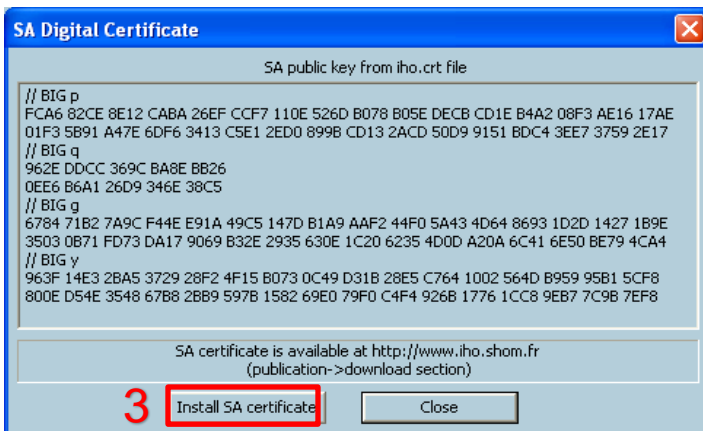 SA Digital Certificate
SA public key from iho.crt file
// BIG p
FCA6 82CE 8E12 CABA 26EF CCF7 110E 526D B078 B05E DECB CD1E B4A2 08F3 AE16 17AE
01F3 5B91 A47E 6DF6 3413 C5E1 2ED0 899B CD13 2ACD 50D9 9151 BDC4 3EE7 3759 2E17
// BIG q
962E DDCC 369C BA8E BB26
0EE6 B6A1 26D9 346E 38C5
// BIG g
6784 71B2 7A9C F44E E91A 49C5 147D B1A9 AAF2 44F0 5A43 4D64 8693 1D2D 1427 1B9E
3503 0B71 FD73 DA17 9069 B32E 2935 630E 1C20 6235 4D0D A20A 6C41 6E50 BE79 4CA4
// BIG y
963F 14E3 2BA5 3729 28F2 4F15 B073 0C49 D31B 28E5 C764 1002 564D B959 95B1 5CF8
800E D54E 3548 67B8 2BB9 597B 1582 69E0 79F0 C4F4 926B 1776 1CC8 9EB7 7C9B 7EF8
SA certificate is available at http://www.iho.shom.fr
(publication->download section)
3 Install SA certificate Close